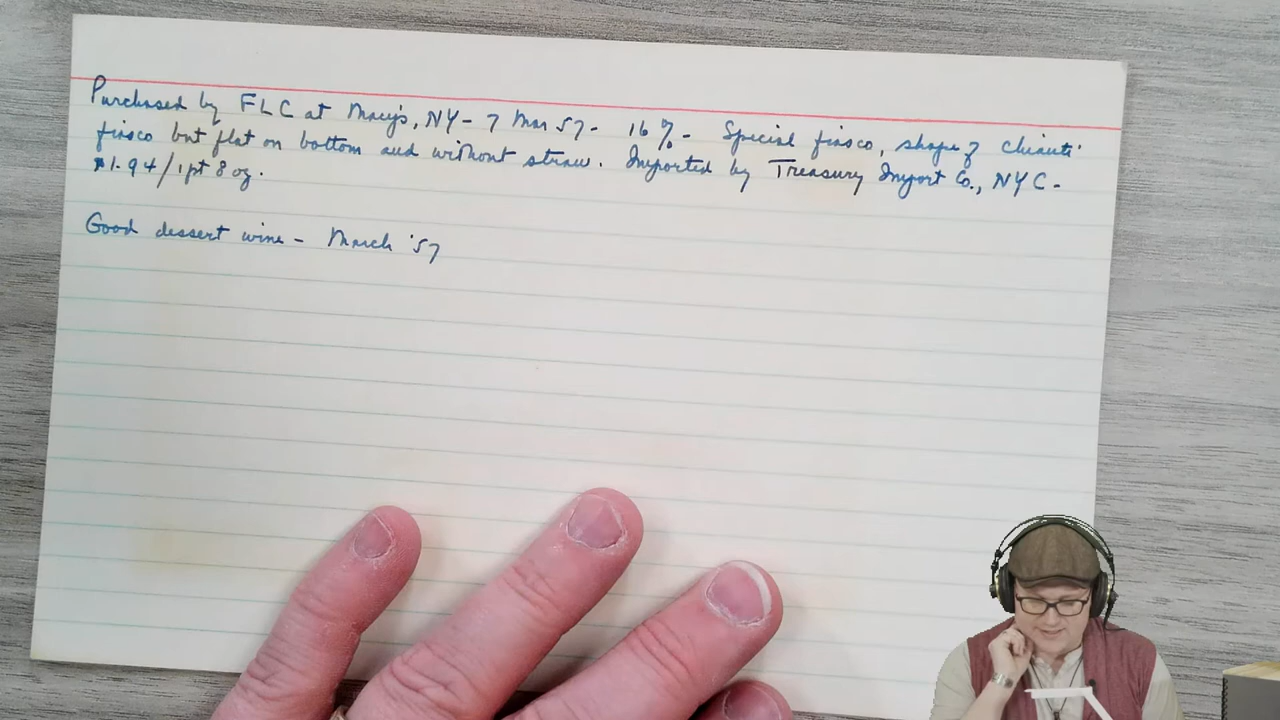 Purchased by FLC at Macy's, NY - 7 Mar 57 - 16% - Special fiasco, shape of chianti
fiasco but flat on bottom and without straw. Imported by Treasury Import Co., NYC -
$1.94/1pt 8 oz.
Good dessert wine - March '57